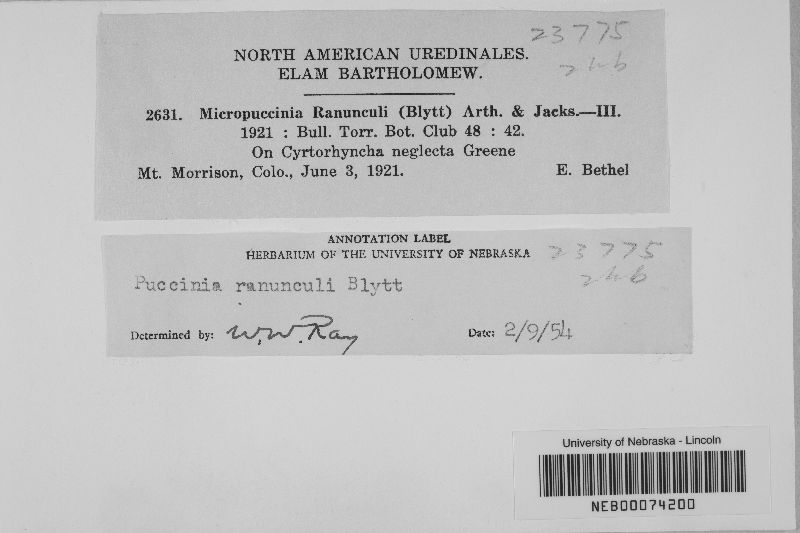 23775
NORTH AMERICAN UREDINALES.
ELAM BARTHOLOMEW.
2631. Micropuccinia Ranunculi (Blytt) Arth. & Jacks.—III.
1921 : Bull. Torr. Bot. Club 48 : 42.
On Cyrtorhyncha neglecta Greene
Mt. Morrison, Colo., June 3, 1921. E. Bethel
ANNOTATION LABEL
HERBARIUM OF THE UNIVERSITY OF NEBRASKA 23775
Puccinia ranunculi Blytt
Determined by: W.W. Ray Date: 2/9/54
University of Nebraska - Lincoln
NEB00074200